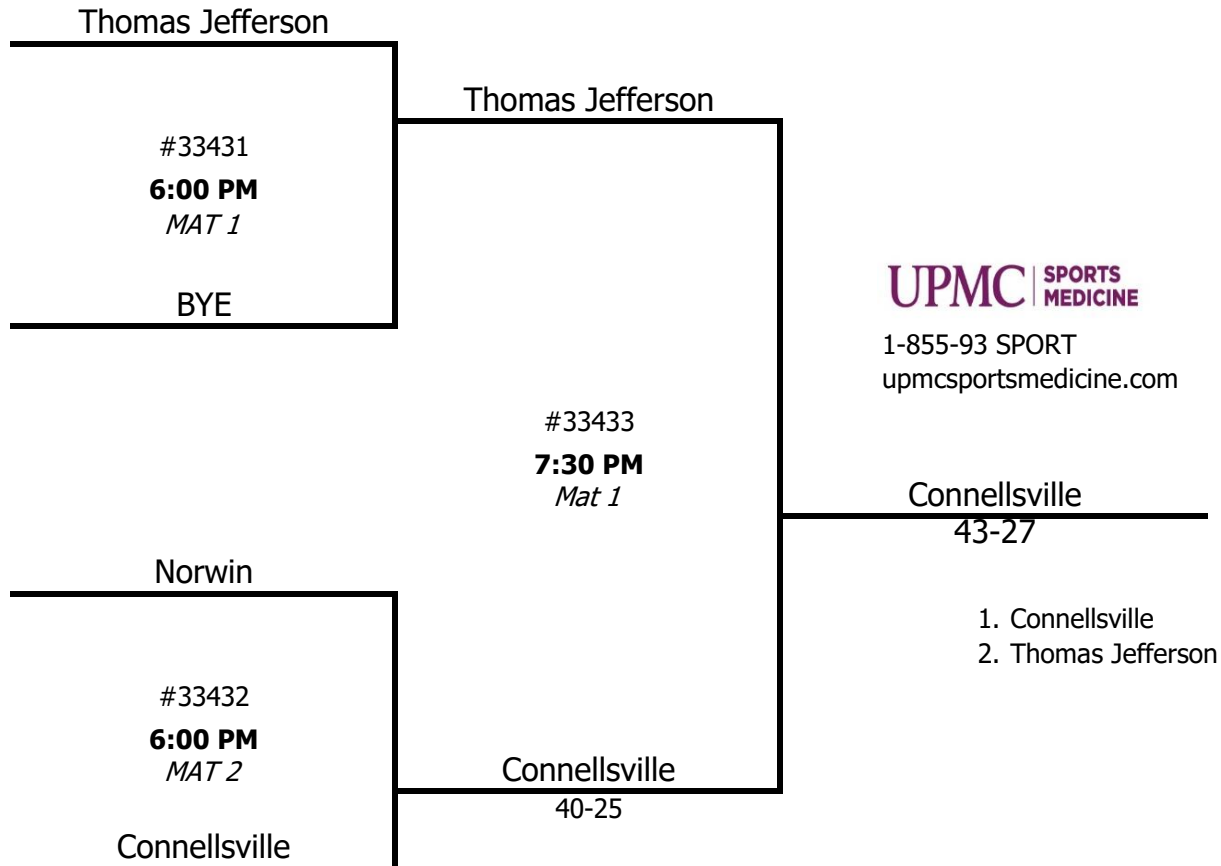 Thomas Jefferson
#33431
6:00 PM
MAT 1
BYE
Thomas Jefferson
#33433
7:30 PM
Mat 1
Norwin
#33432
6:00 PM
MAT 2
Connellsville
Connellsville
40-25
UPMC SPORTS MEDICINE
1-855-93 SPORT
upmcsportsmedicine.com
Connellsville
43-27
1. Connellsville
2. Thomas Jefferson